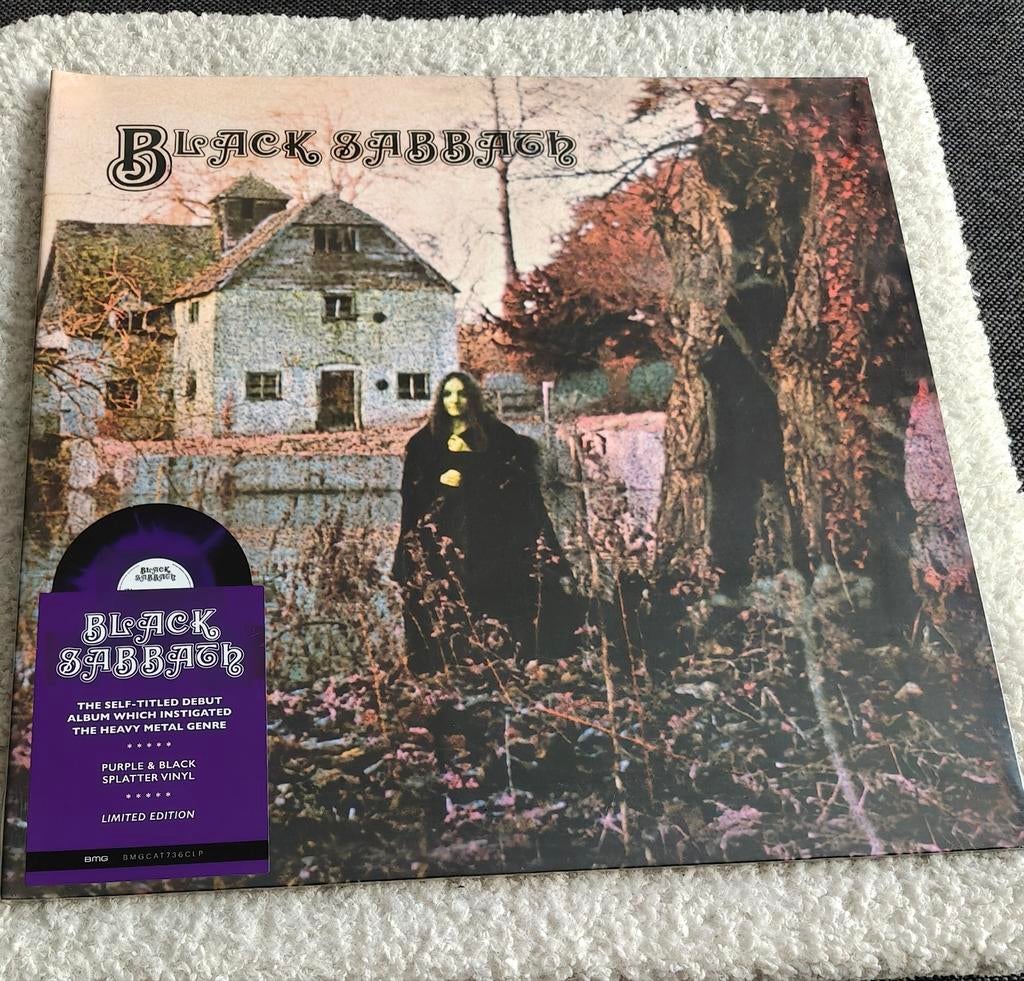 BLACK SABBATH
BLACK
SABBATH
BLACK
SABBATH
THE SELF-TITLED DEBUT
ALBUM WHICH INSTIGATED
THE HEAVY METAL GENRE
* * * * *
PURPLE & BLACK
SPLATTER VINYL
* * * * *
LIMITED EDITION
BMG BMGCAT736CLP